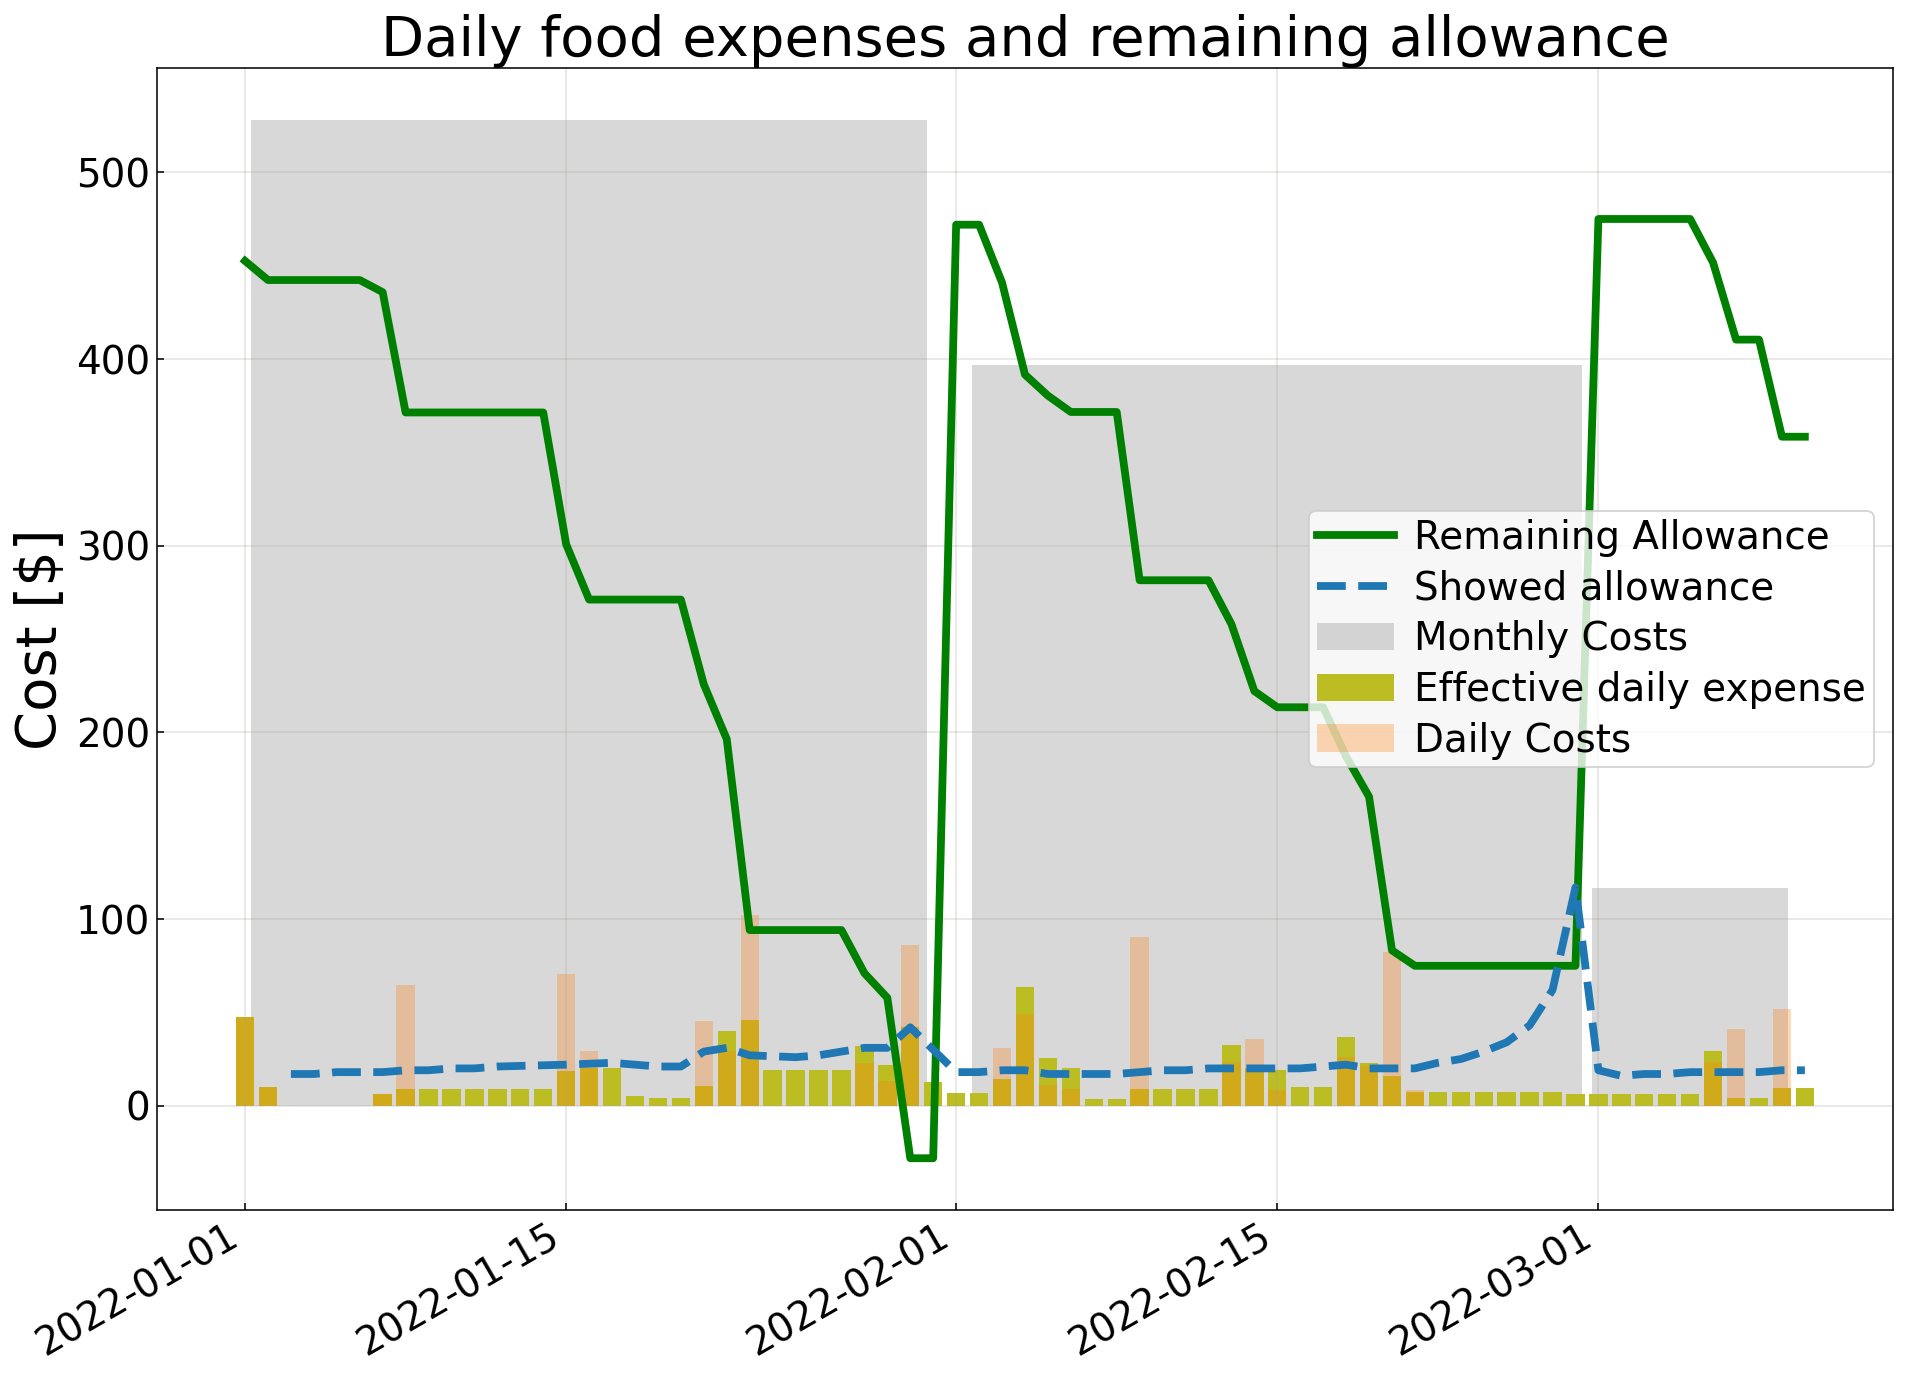 Daily food expenses and remaining allowance
Cost [$]
500
400
300
200
100
0
Remaining Allowance
Showed allowance
Monthly Costs
Effective daily expense
Daily Costs
2022-01-01
2022-01-15
2022-02-01
2022-02-15
2022-03-01